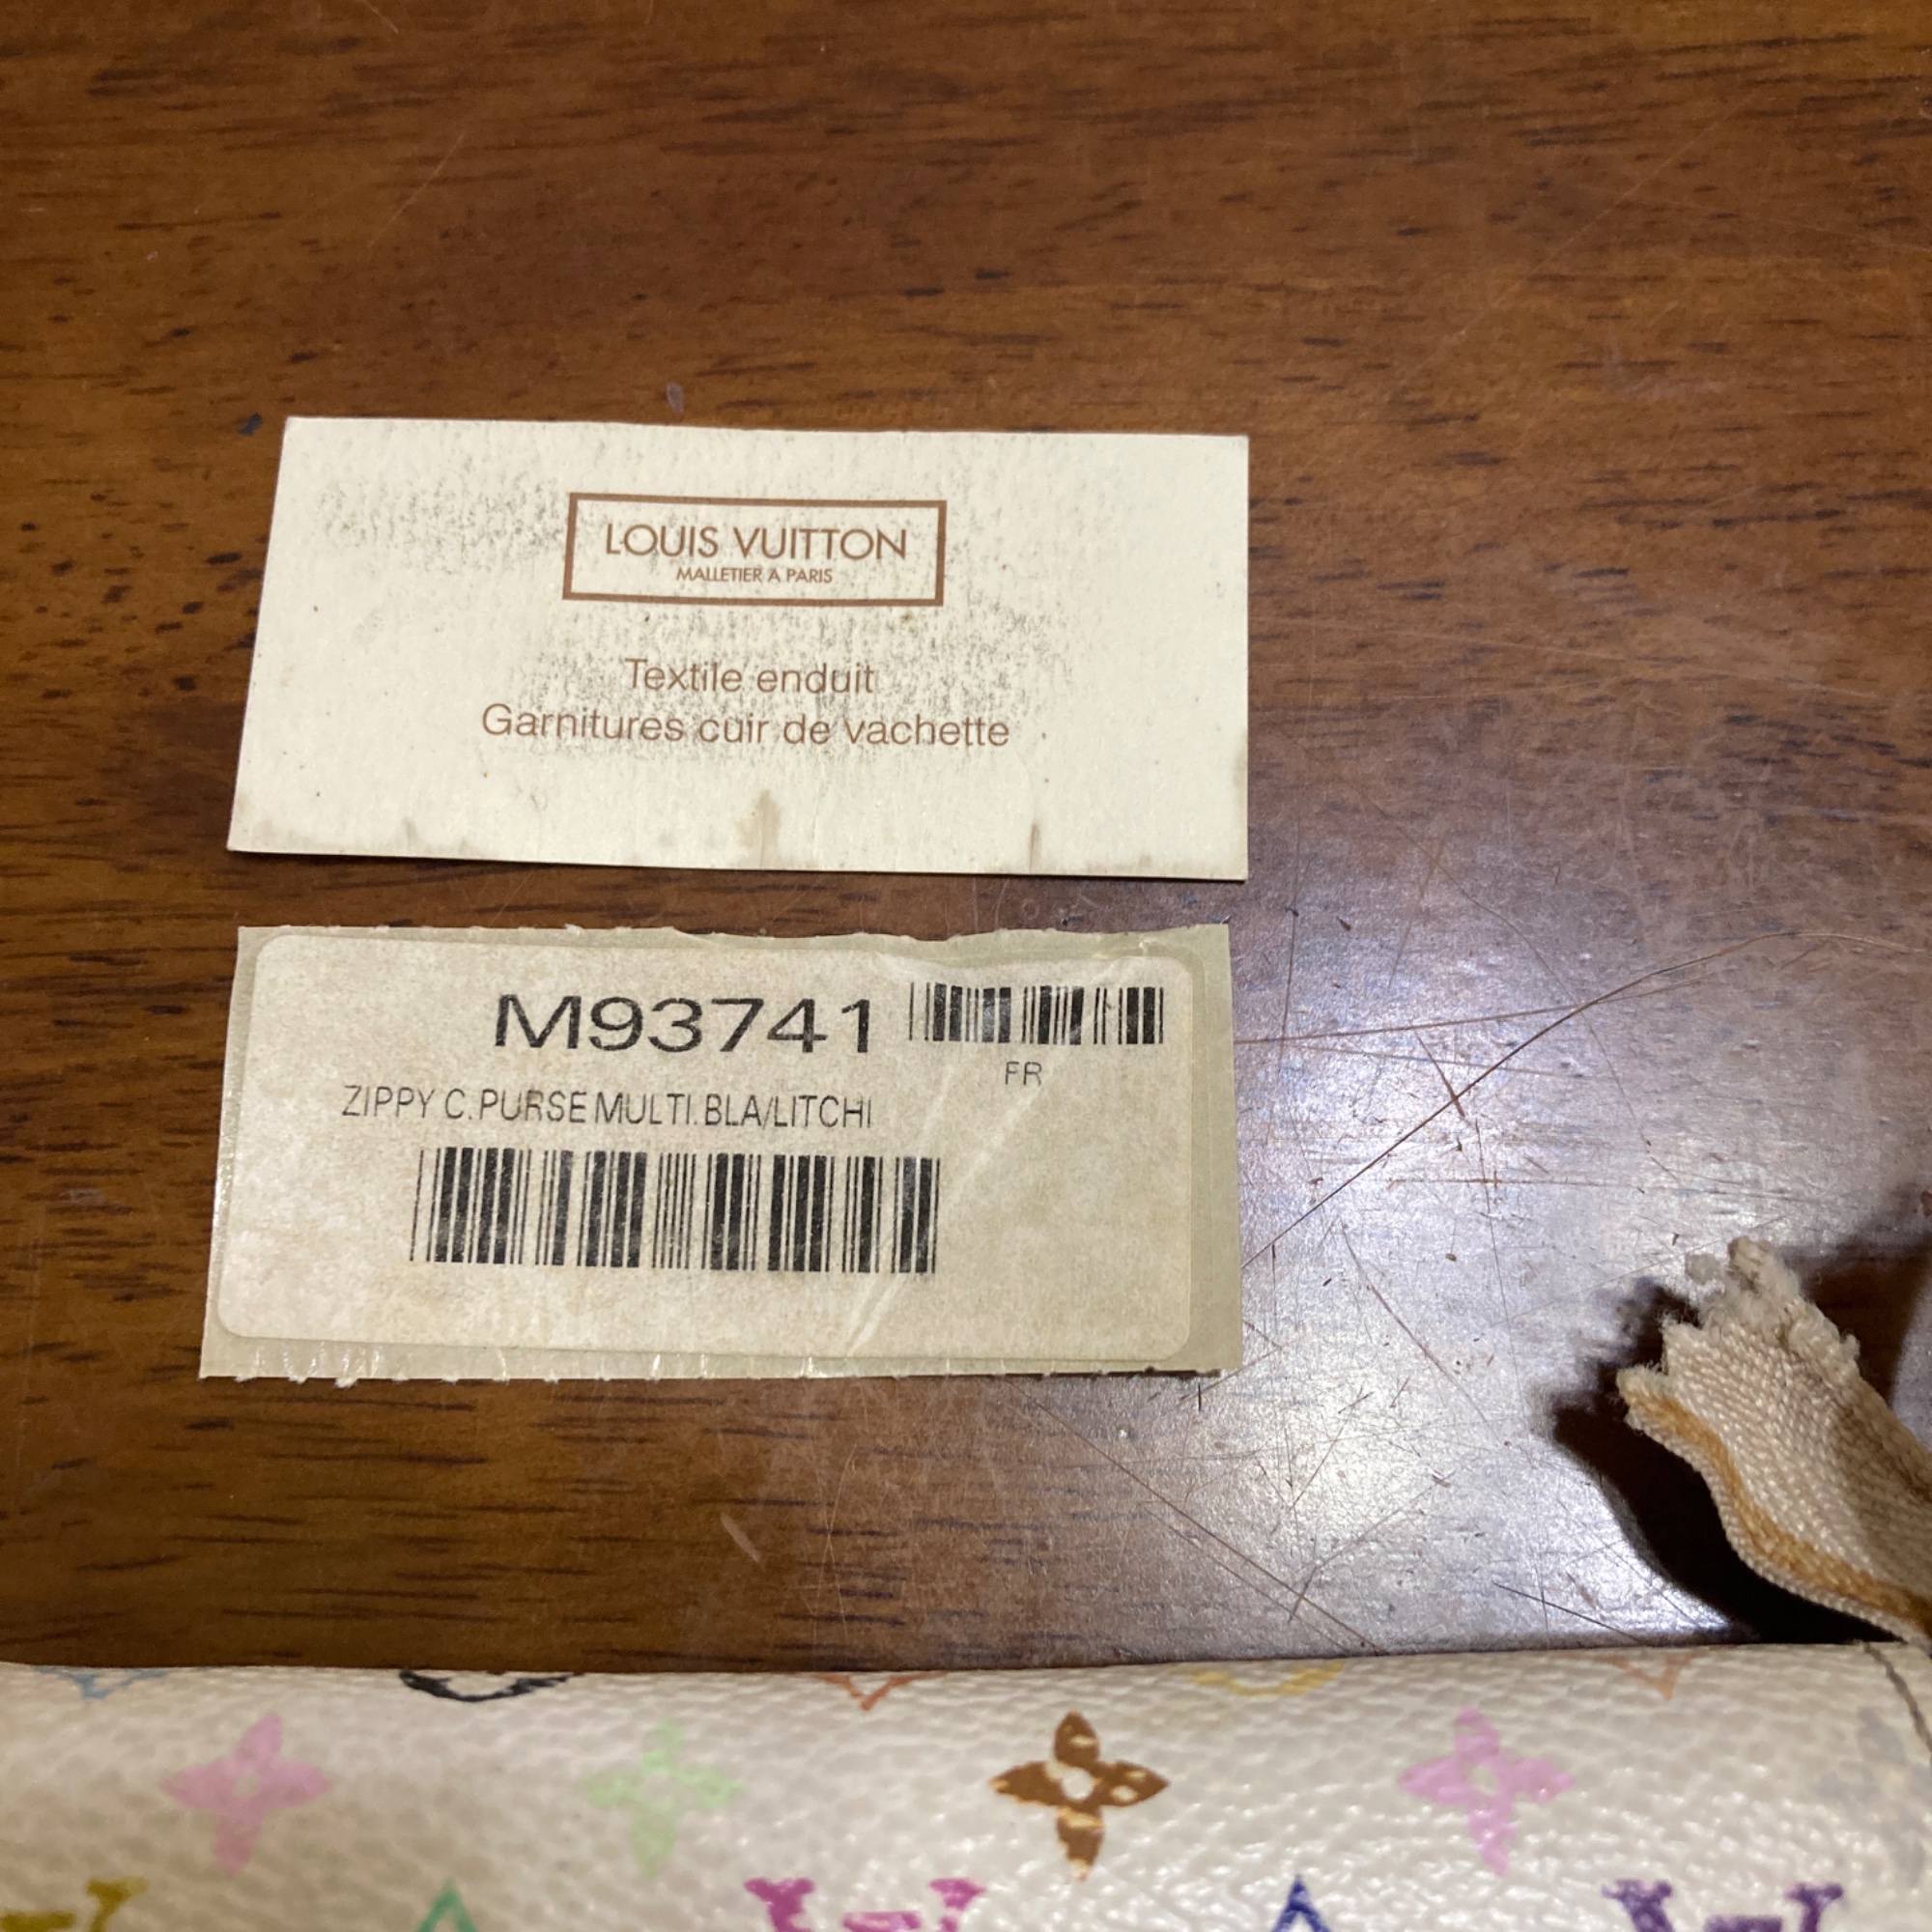 LOUIS VUITTON
MALLETIER A PARIS
Textile enduit
Garnitures cuir de vachette
M93741
FR
ZIPPY C.PURSE MULTI.BLA/LITCHI